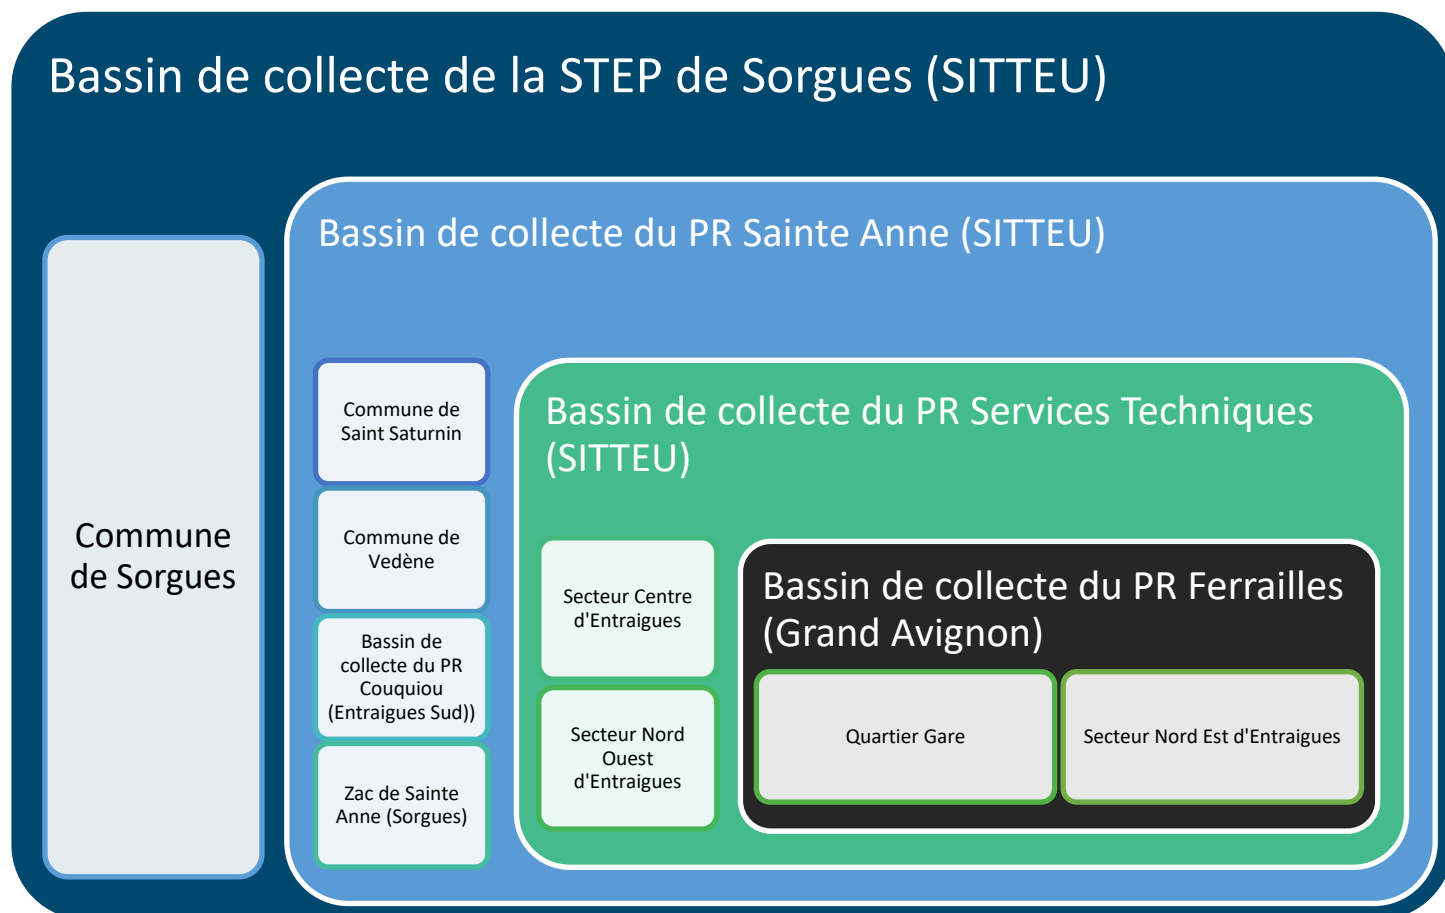 Bassin de collecte de la STEP de Sorgues (SITTEU)
Commune
de Sorgues
Bassin de collecte du PR Sainte Anne (SITTEU)
Commune de
Saint Saturnin
Commune de
Vedène
Bassin de
collecte du PR
Couquiou
(Entraigues Sud))
Zac de Sainte
Anne (Sorgues)
Bassin de collecte du PR Services Techniques
(SITTEU)
Secteur Centre
d'Entraigues
Secteur Nord
Ouest
d'Entraigues
Bassin de collecte du PR Ferrailles
(Grand Avignon)
Quartier Gare
Secteur Nord Est d'Entraigues